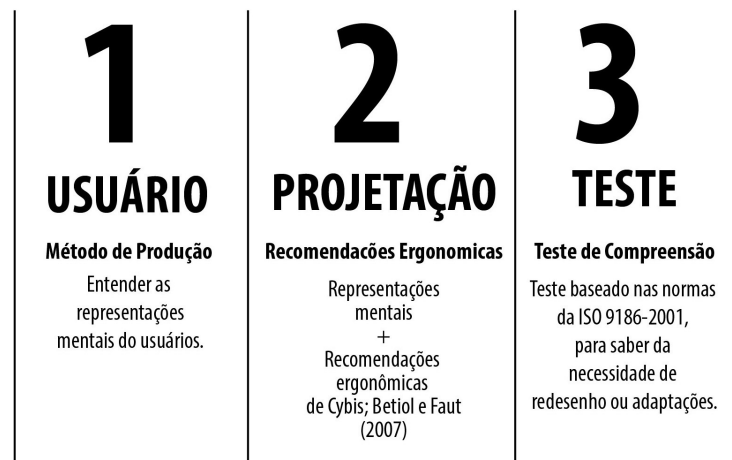 1
USUÁRIO
Método de Produção
Entender as
representações
mentais do usuários.
2
PROJETAÇÃO
Recomendacões Ergonomicas
Representações
mentais
+
Recomendações
ergonômicas
de Cybis; Betiol e Faut
(2007)
3
TESTE
Teste de Compreensão
Teste baseado nas normas
da ISO 9186-2001,
para saber da
necessidade de
redesenho ou adaptações.